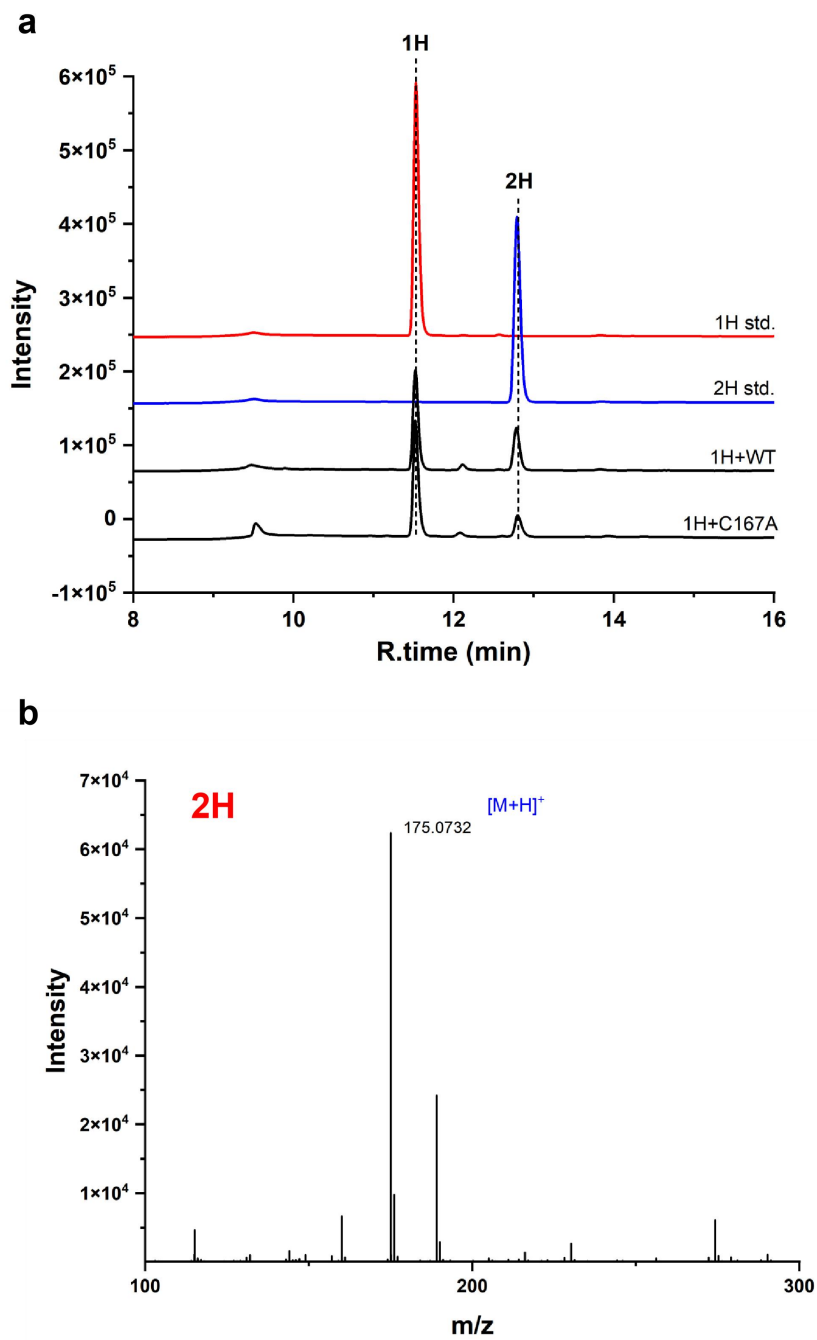 a
1H
6×10⁵
5×10⁵
2H
4×10⁵
3×10⁵
1H std.
2×10⁵
2H std.
1×10⁵
1H+WT
0
1H+C167A
-1×10⁵
8 10 12 14 16
Intensity
R.time (min)
b
7×10⁴
2H
[M+H]⁺
175.0732
6×10⁴
5×10⁴
4×10⁴
3×10⁴
2×10⁴
1×10⁴
100 200 300
Intensity
m/z